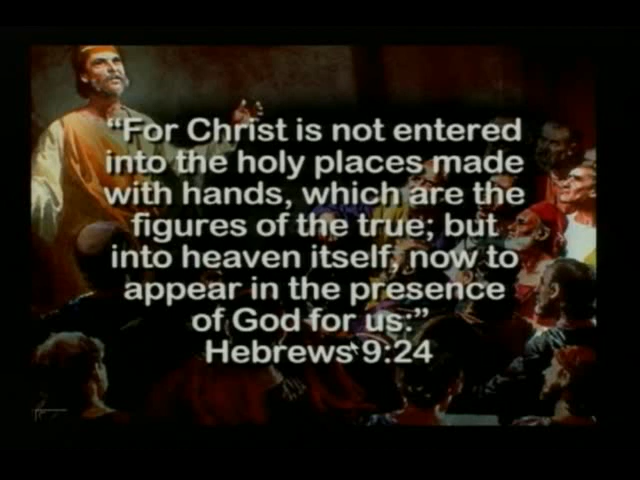 “For Christ is not entered
into the holy places made
with hands, which are the
figures of the true; but
into heaven itself, now to
appear in the presence
of God for us:”
Hebrews 9:24